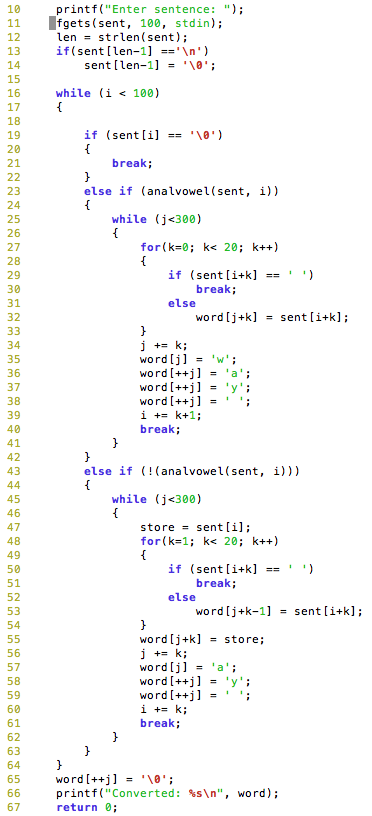 10 printf("Enter sentence: ");
11 fgets(sent, 100, stdin);
12 len = strlen(sent);
13 if(sent[len-1] =='\n')
14 sent[len-1] = '\0';
15
16 while (i < 100)
17 {
18
19 if (sent[i] == '\0')
20 {
21 break;
22 }
23 else if (analvowel(sent, i))
24 {
25 while (j<300)
26 {
27 for(k=0; k< 20; k++)
28 {
29 if (sent[i+k] == ' ')
30 break;
31 else
32 word[j+k] = sent[i+k];
33 }
34 j += k;
35 word[j] = 'w';
36 word[++j] = 'a';
37 word[++j] = 'y';
38 word[++j] = ' ';
39 i += k+1;
40 break;
41 }
42 }
43 else if (!(analvowel(sent, i)))
44 {
45 while (j<300)
46 {
47 store = sent[i];
48 for(k=1; k< 20; k++)
49 {
50 if (sent[i+k] == ' ')
51 break;
52 else
53 word[j+k-1] = sent[i+k];
54 }
55 word[j+k] = store;
56 j += k;
57 word[j] = 'a';
58 word[++j] = 'y';
59 word[++j] = ' ';
60 i += k;
61 break;
62 }
63 }
64 }
65 word[++j] = '\0';
66 printf("Converted: %s\n", word);
67 return 0;